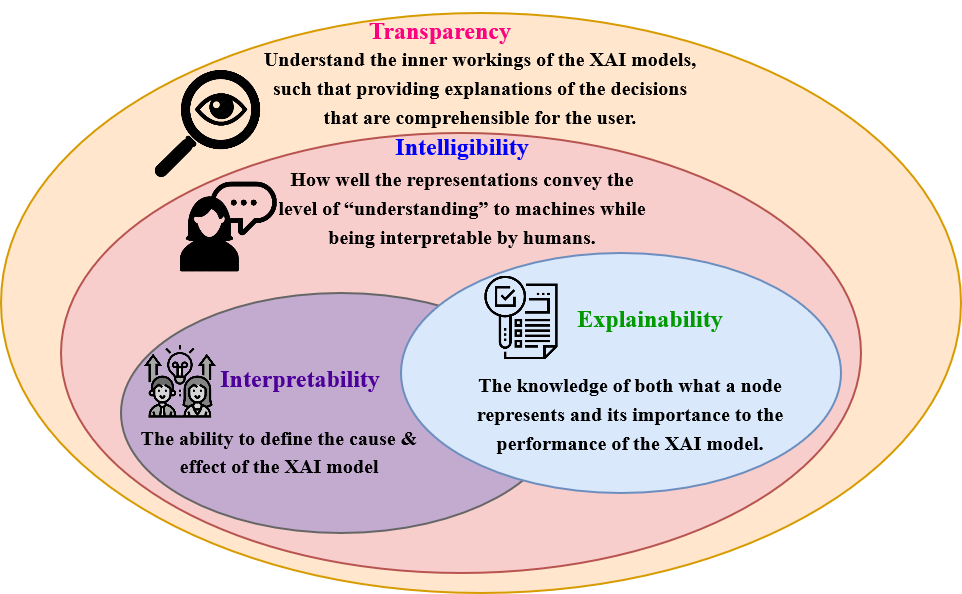 Transparency
Understand the inner workings of the XAI models,
such that providing explanations of the decisions
that are comprehensible for the user.
Intelligibility
How well the representations convey the
level of “understanding” to machines while
being interpretable by humans.
Explainability
The knowledge of both what a node
represents and its importance to the
performance of the XAI model.
Interpretability
The ability to define the cause &
effect of the XAI model